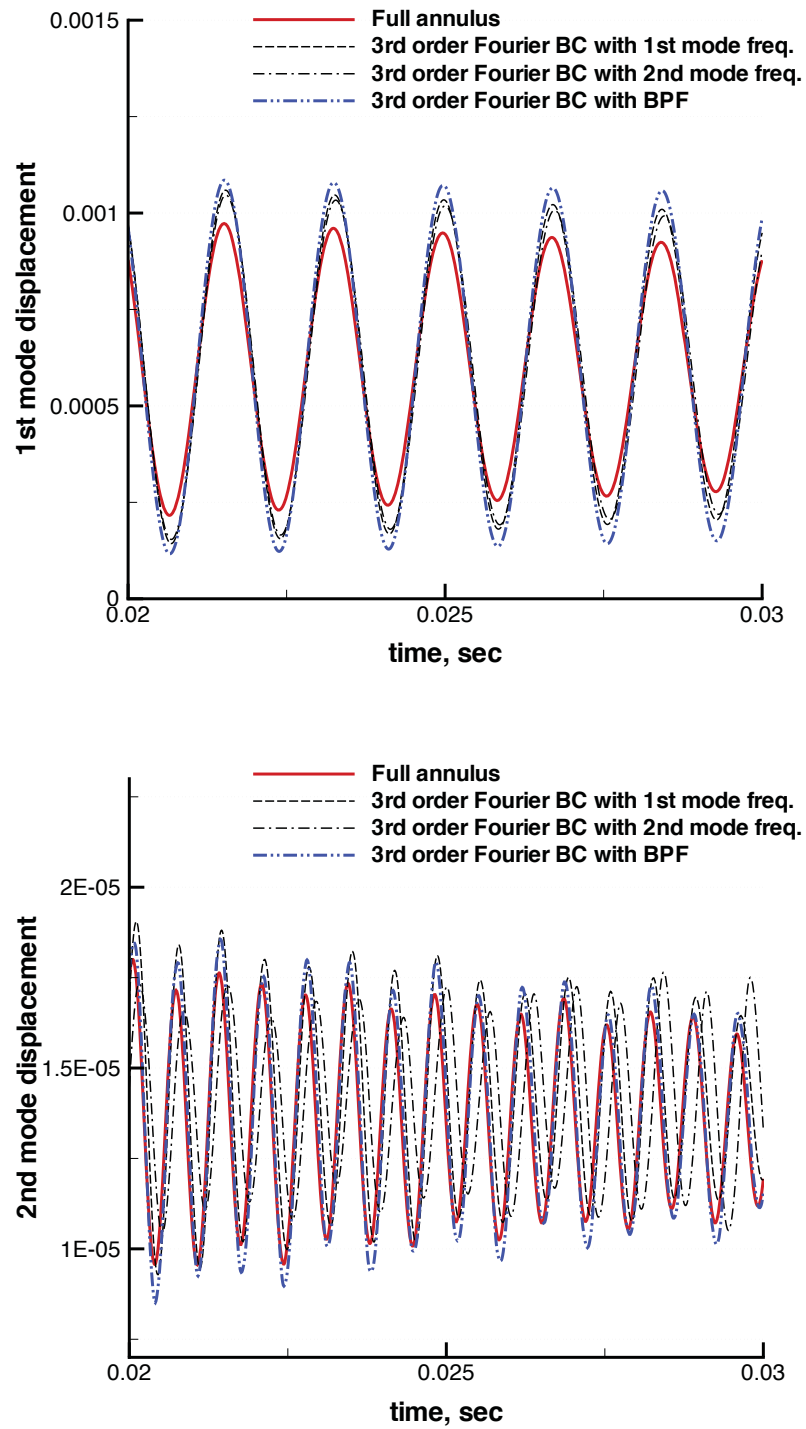 Full annulus
3rd order Fourier BC with 1st mode freq.
3rd order Fourier BC with 2nd mode freq.
3rd order Fourier BC with BPF
0.0015
0.001
0.0005
0
1st mode displacement
0.02
0.025
0.03
time, sec
Full annulus
3rd order Fourier BC with 1st mode freq.
3rd order Fourier BC with 2nd mode freq.
3rd order Fourier BC with BPF
2E-05
1.5E-05
1E-05
2nd mode displacement
0.02
0.025
0.03
time, sec